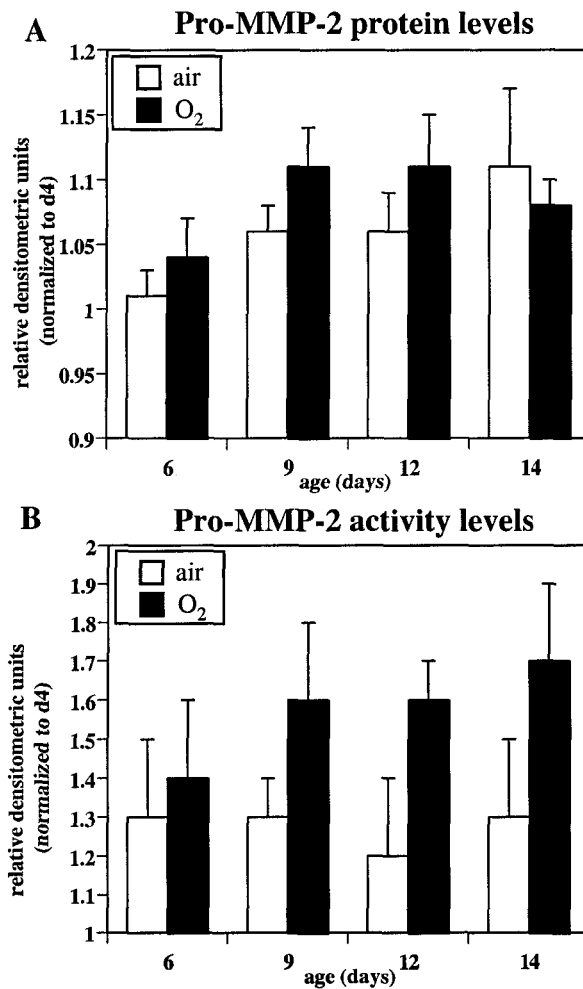 A
Pro-MMP-2 protein levels
air
O2
relative densitometric units
(normalized to d4)
1.2
1.15
1.1
1.05
1
0.95
0.9
6
9
12
14
age (days)
B
Pro-MMP-2 activity levels
air
O2
relative densitometric units
(normalized to d4)
2
1.9
1.8
1.7
1.6
1.5
1.4
1.3
1.2
1.1
1
6
9
12
14
age (days)